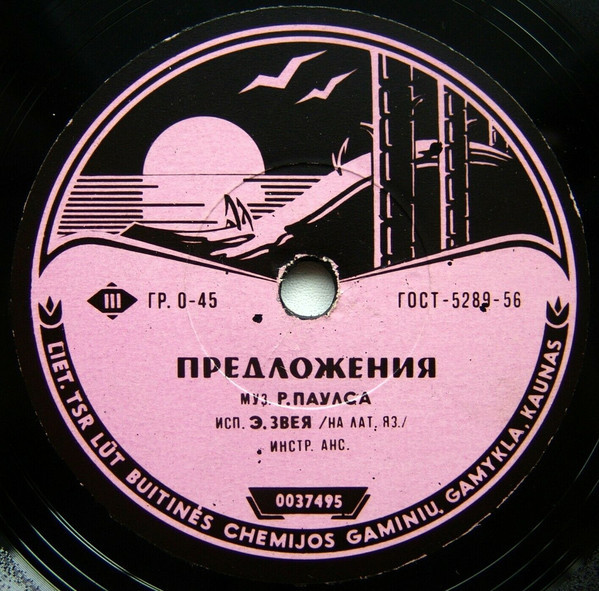 III ГР. 0-45 ГОСТ-5289-56
ПРЕДЛОЖЕНИЯ
МУЗ. Р.ПАУЛСА
ИСП. Э.ЗВЕЯ /НА ЛАТ. ЯЗ./
ИНСТР. АНС.
0037495
LIET. TSR LŪT BUITINĖS CHEMIJOS GAMINIŲ, GAMYKLA, KAUNAS